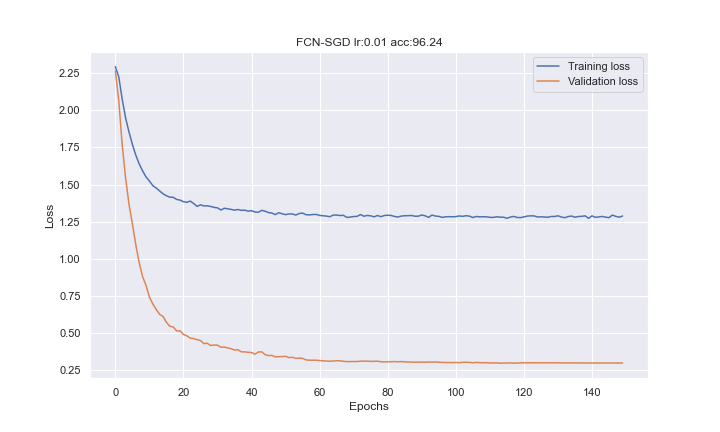 FCN-SGD lr:0.01 acc:96.24
Training loss
Validation loss
2.25
2.00
1.75
1.50
1.25
1.00
0.75
0.50
0.25
Loss
0 20 40 60 80 100 120 140
Epochs